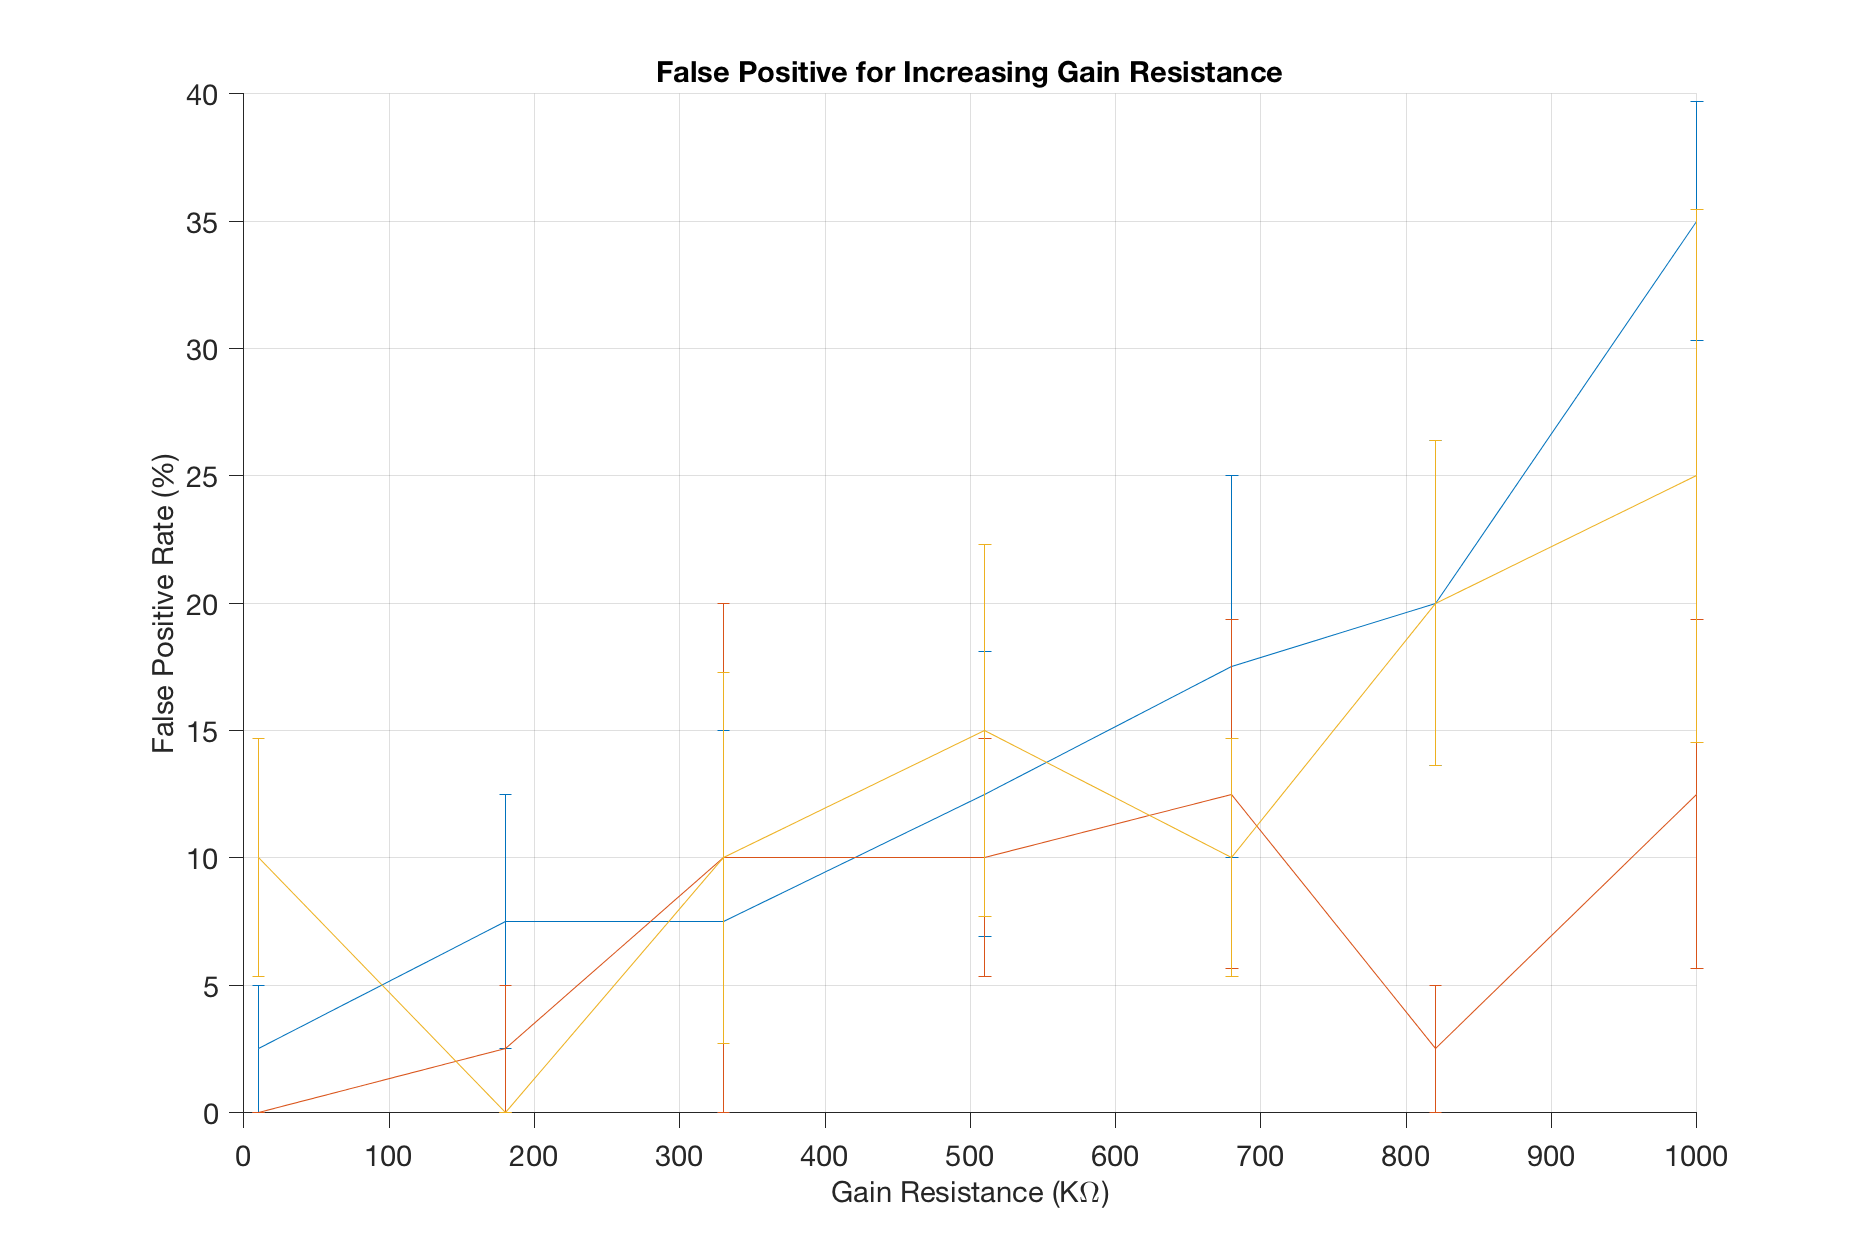 False Positive for Increasing Gain Resistance
40
35
30
25
20
15
10
5
0
False Positive Rate (%)
0 100 200 300 400 500 600 700 800 900 1000
Gain Resistance (KΩ)